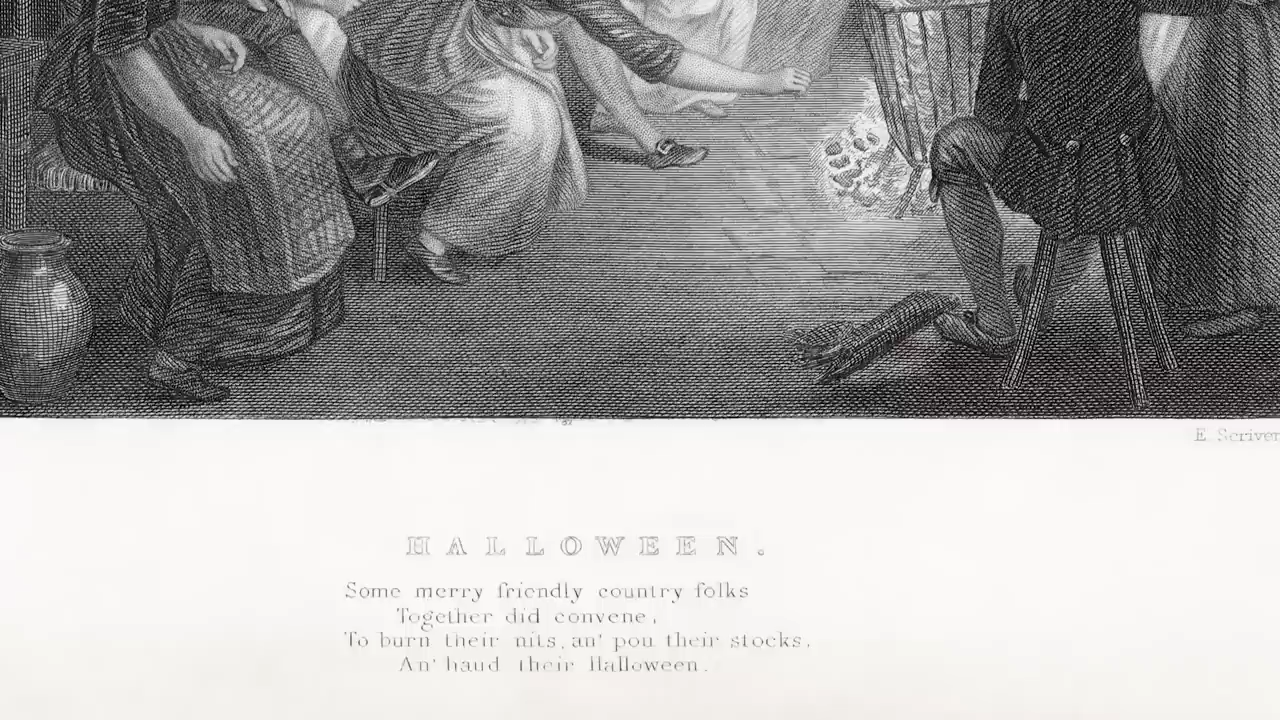 E. Scriven
HALLOWEEN.
Some merry friendly country folks
Together did convene,
To burn their nits, an' pou their stocks,
An' haud their Halloween.